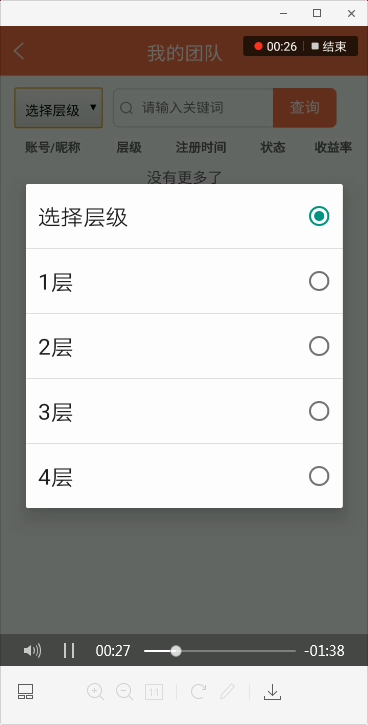 我的团队
00:26 结束
选择层级 请输入关键词 查询
账号/昵称 层级 注册时间 状态 收益率
没有更多了
选择层级
1层
2层
3层
4层
00:27 -01:38
1:1